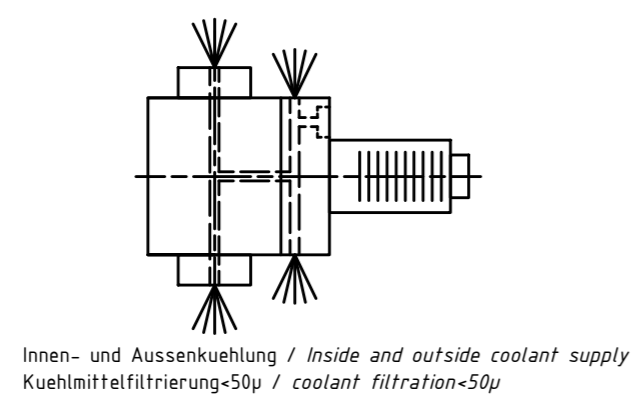 Innen- und Aussenkuehlung / Inside and outside coolant supply
Kuehlmittelfiltrierung<50µ / coolant filtration<50µ